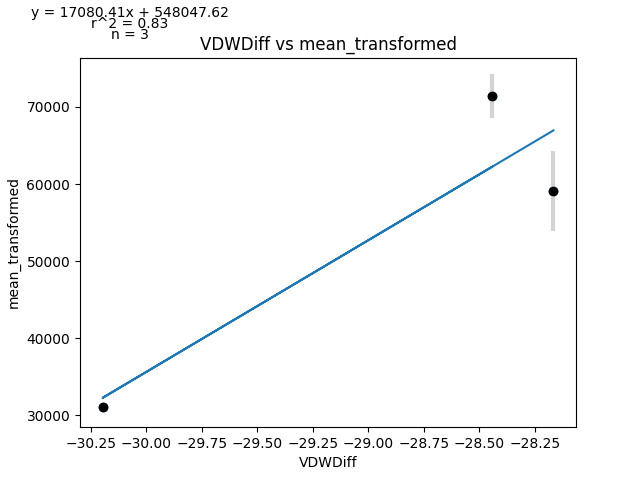 y = 17080.41x + 548047.62
r^2 = 0.83
n = 3
VDWDiff vs mean_transformed
mean_transformed
70000
60000
50000
40000
30000
−30.25 −30.00 −29.75 −29.50 −29.25 −29.00 −28.75 −28.50 −28.25
VDWDiff